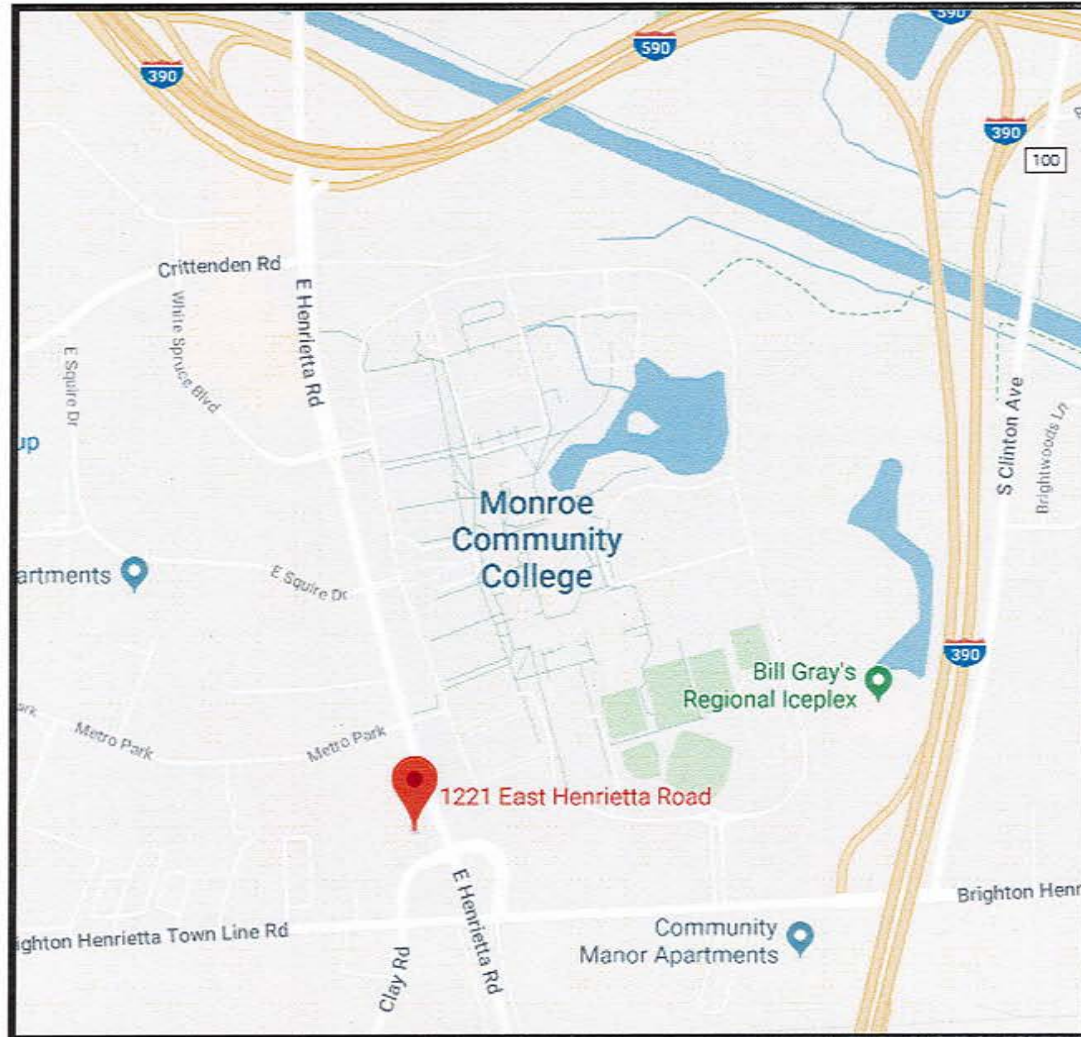 590
590
390
390
100
Crittenden Rd
E Henrietta Rd
White Spruce Blvd
E Squire Dr
up
S Clinton Ave
Brightwoods Ln
Monroe
Community
College
artments
E Squire Dr
390
Bill Gray's
Regional Iceplex
ark
Metro Park
Metro Park
1221 East Henrietta Road
E Henrietta Rd
Brighton Henr
ighton Henrietta Town Line Rd
Community
Manor Apartments
Clay Rd